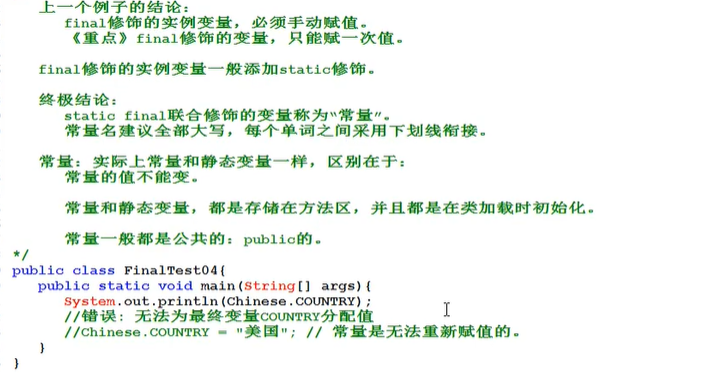 上一个例子的结论：
final修饰的实例变量，必须手动赋值。
《重点》final修饰的变量，只能赋一次值。
final修饰的实例变量一般添加static修饰。
终极结论：
static final联合修饰的变量称为“常量”。
常量名建议全部大写，每个单词之间采用下划线衔接。
常量：实际上常量和静态变量一样，区别在于：
常量的值不能变。
常量和静态变量，都是存储在方法区，并且都是在类加载时初始化。
常量一般都是公共的：public的。
*/
public class FinalTest04{
public static void main(String[] args){
System.out.println(Chinese.COUNTRY);
//错误: 无法为最终变量COUNTRY分配值
//Chinese.COUNTRY = "美国"; // 常量是无法重新赋值的。
}
}